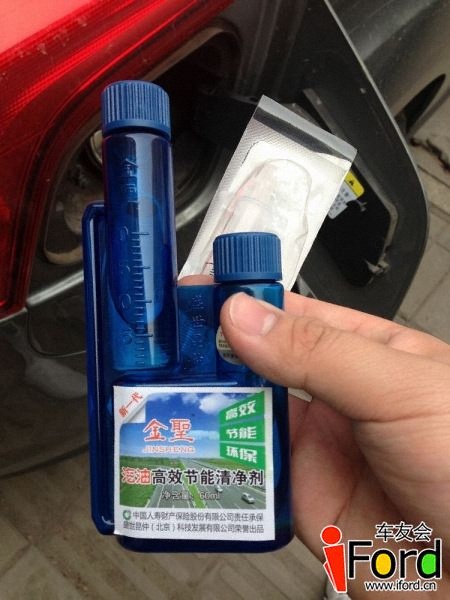 新一代
金聖
JINSHENG
高效
节能
环保
汽油高效节能清净剂
净含量：60ml
中国人寿财产保险股份有限公司责任承保
盛世昆仲（北京）科技发展有限公司荣誉出品
车友会
iFord
www.iford.cn